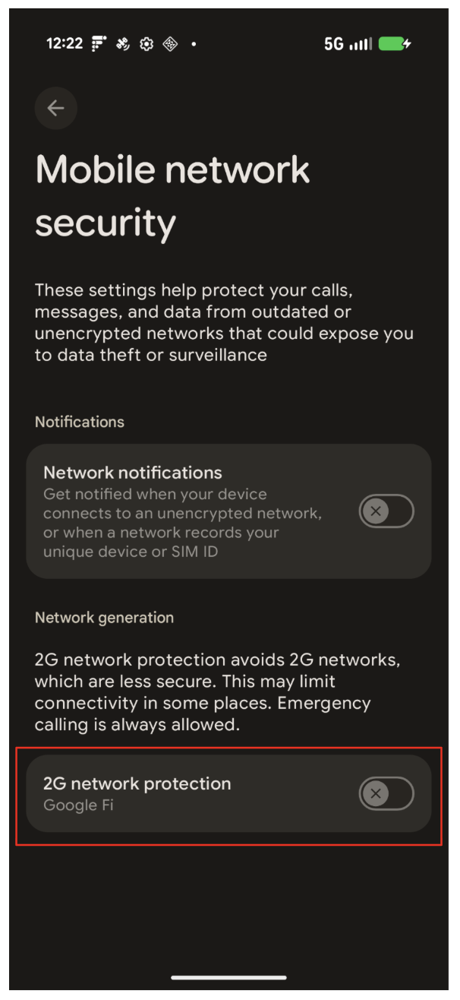 12:22
5G
Mobile network
security
These settings help protect your calls,
messages, and data from outdated or
unencrypted networks that could expose you
to data theft or surveillance
Notifications
Network notifications
Get notified when your device
connects to an unencrypted network,
or when a network records your
unique device or SIM ID
Network generation
2G network protection avoids 2G networks,
which are less secure. This may limit
connectivity in some places. Emergency
calling is always allowed.
2G network protection
Google Fi